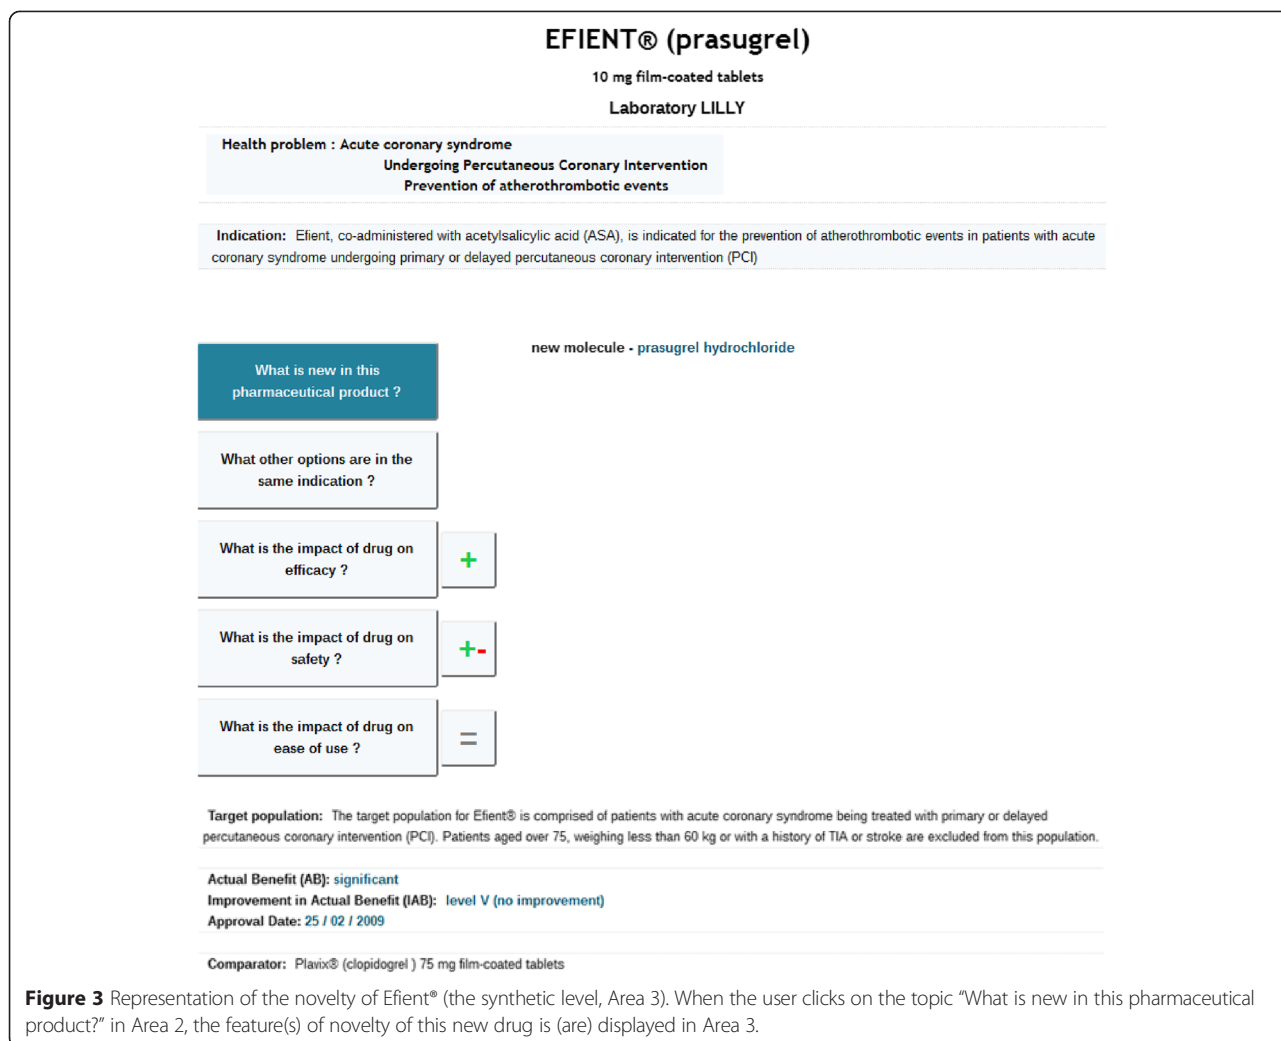 EFIENT® (prasugrel)
10 mg film-coated tablets
Laboratory LILLY
Health problem : Acute coronary syndrome
Undergoing Percutaneous Coronary Intervention
Prevention of atherothrombotic events
Indication: Efient, co-administered with acetylsalicylic acid (ASA), is indicated for the prevention of atherothrombotic events in patients with acute
coronary syndrome undergoing primary or delayed percutaneous coronary intervention (PCI)
new molecule - prasugrel hydrochloride
What is new in this
pharmaceutical product ?
What other options are in the
same indication ?
What is the impact of drug on
efficacy ?
+
What is the impact of drug on
safety ?
+-
What is the impact of drug on
ease of use ?
=
Target population: The target population for Efient® is comprised of patients with acute coronary syndrome being treated with primary or delayed
percutaneous coronary intervention (PCI). Patients aged over 75, weighing less than 60 kg or with a history of TIA or stroke are excluded from this population.
Actual Benefit (AB): significant
Improvement in Actual Benefit (IAB): level V (no improvement)
Approval Date: 25 / 02 / 2009
Comparator: Plavix® (clopidogrel ) 75 mg film-coated tablets
Figure 3 Representation of the novelty of Efient® (the synthetic level, Area 3). When the user clicks on the topic “What is new in this pharmaceutical
product?” in Area 2, the feature(s) of novelty of this new drug is (are) displayed in Area 3.